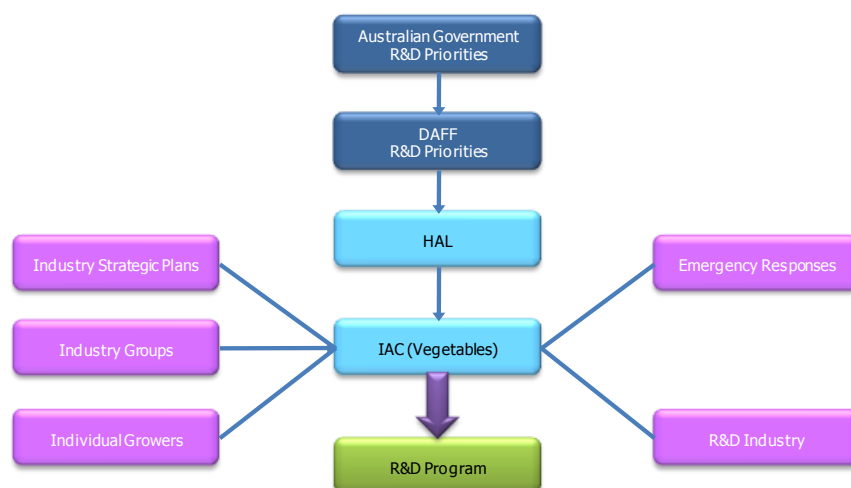 Australian Government
R&D Priorities
DAFF
R&D Priorities
HAL
Industry Strategic Plans
Emergency Responses
Industry Groups
IAC (Vegetables)
Individual Growers
R&D Industry
R&D Program